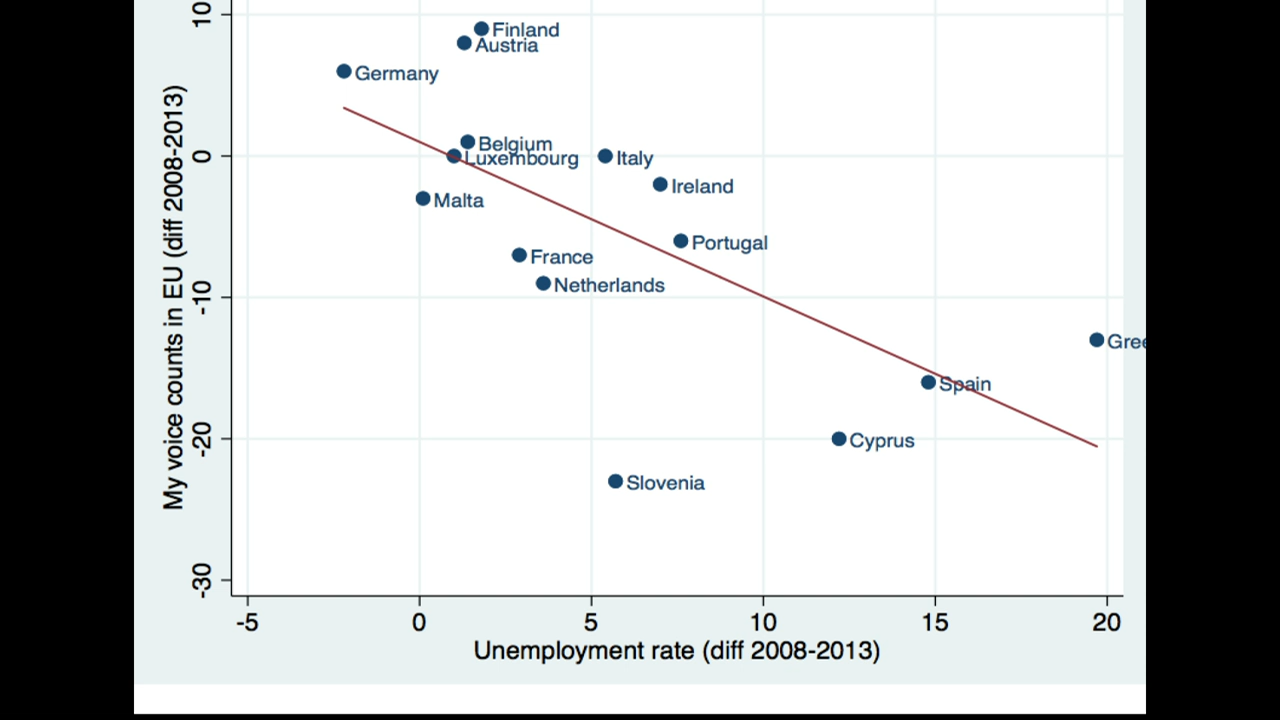 10
Finland
Austria
Germany
Belgium
Luxembourg
Italy
Ireland
Malta
Portugal
France
Netherlands
Gree
Spain
Cyprus
Slovenia
My voice counts in EU (diff 2008-2013)
0
-10
-20
-30
-5 0 5 10 15 20
Unemployment rate (diff 2008-2013)